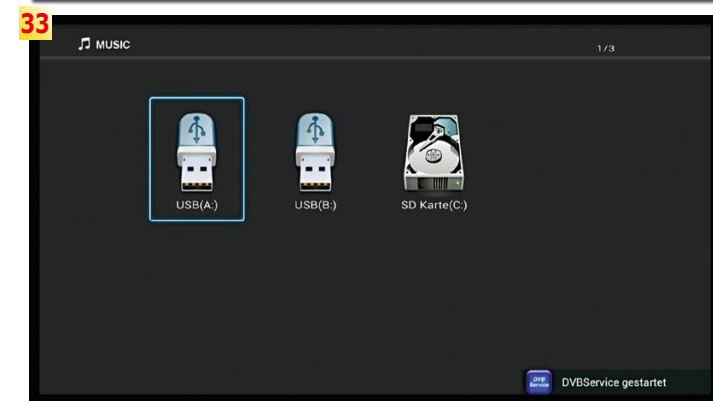 33
MUSIC
1/3
USB(A:)
USB(B:)
SD Karte(C:)
DVB
Service
DVBService gestartet